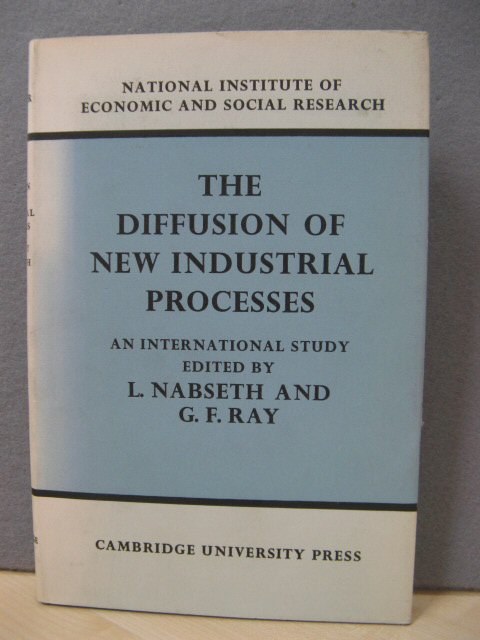 NATIONAL INSTITUTE OF
ECONOMIC AND SOCIAL RESEARCH
THE
DIFFUSION OF
NEW INDUSTRIAL
PROCESSES
AN INTERNATIONAL STUDY
EDITED BY
L. NABSETH AND
G. F. RAY
CAMBRIDGE UNIVERSITY PRESS